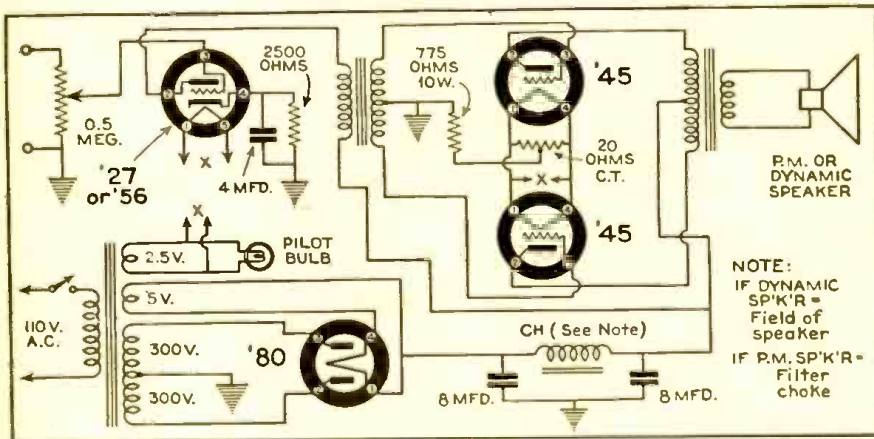 2500
OHMS
775
OHMS
10W.
'45
0.5
MEG.
'27
or '56
X
4 MFD.
20
OHMS
C.T.
X
P.M. OR
DYNAMIC
SPEAKER
X
2.5V.
PILOT
BULB
'45
110V.
A.C.
5V.
300V.
300V.
'80
CH (See Note)
8 MFD.
8 MFD.
NOTE:
IF DYNAMIC
SP'K'R =
Field of
speaker
IF P.M. SP'K'R =
Filter
choke